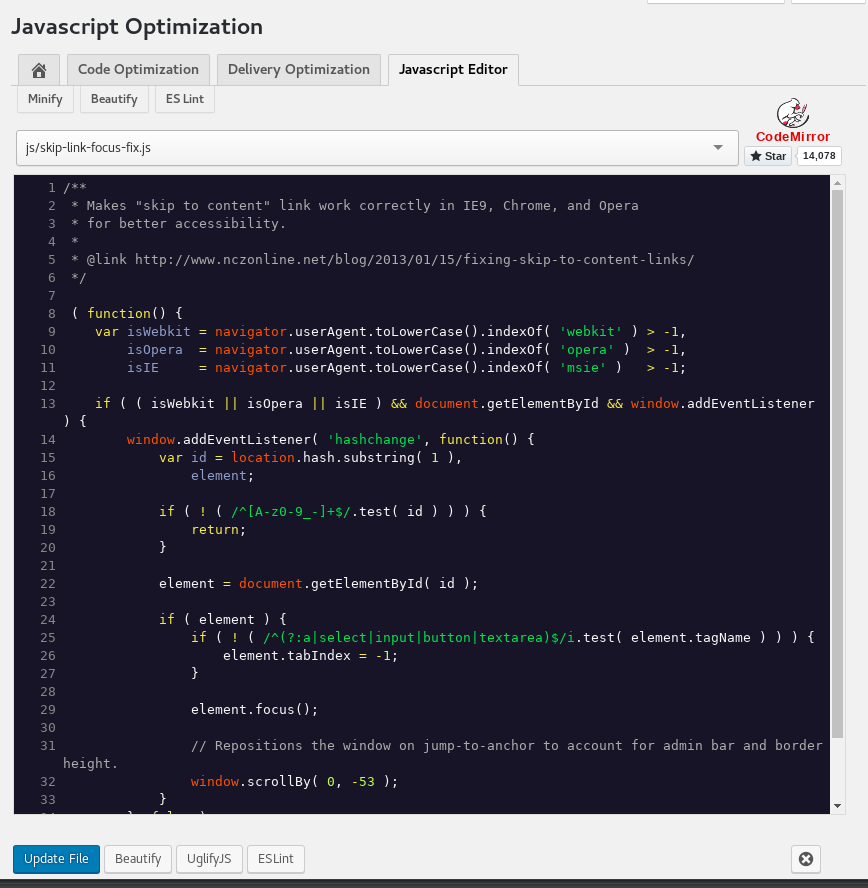 Javascript Optimization
Code Optimization Delivery Optimization Javascript Editor
Minify Beautify ES Lint
CodeMirror
js/skip-link-focus-fix.js
Star 14,078
1 /**
2  * Makes "skip to content" link work correctly in IE9, Chrome, and Opera
3  * for better accessibility.
4  *
5  * @link http://www.nczonline.net/blog/2013/01/15/fixing-skip-to-content-links/
6  */
7
8  ( function() {
9     var isWebkit = navigator.userAgent.toLowerCase().indexOf( 'webkit' ) > -1,
10         isOpera  = navigator.userAgent.toLowerCase().indexOf( 'opera' )  > -1,
11         isIE     = navigator.userAgent.toLowerCase().indexOf( 'msie' )   > -1;
12
13     if ( ( isWebkit || isOpera || isIE ) && document.getElementById && window.addEventListener
) {
14         window.addEventListener( 'hashchange', function() {
15             var id = location.hash.substring( 1 ),
16                 element;
17
18             if ( ! ( /^[A-z0-9_-]+$/.test( id ) ) ) {
19                 return;
20             }
21
22             element = document.getElementById( id );
23
24             if ( element ) {
25                 if ( ! ( /^(?:a|select|input|button|textarea)$/i.test( element.tagName ) ) ) {
26                     element.tabIndex = -1;
27                 }
28
29                 element.focus();
30
31                 // Repositions the window on jump-to-anchor to account for admin bar and border
height.
32                 window.scrollBy( 0, -53 );
33             }
Update File Beautify UglifyJS ESLint